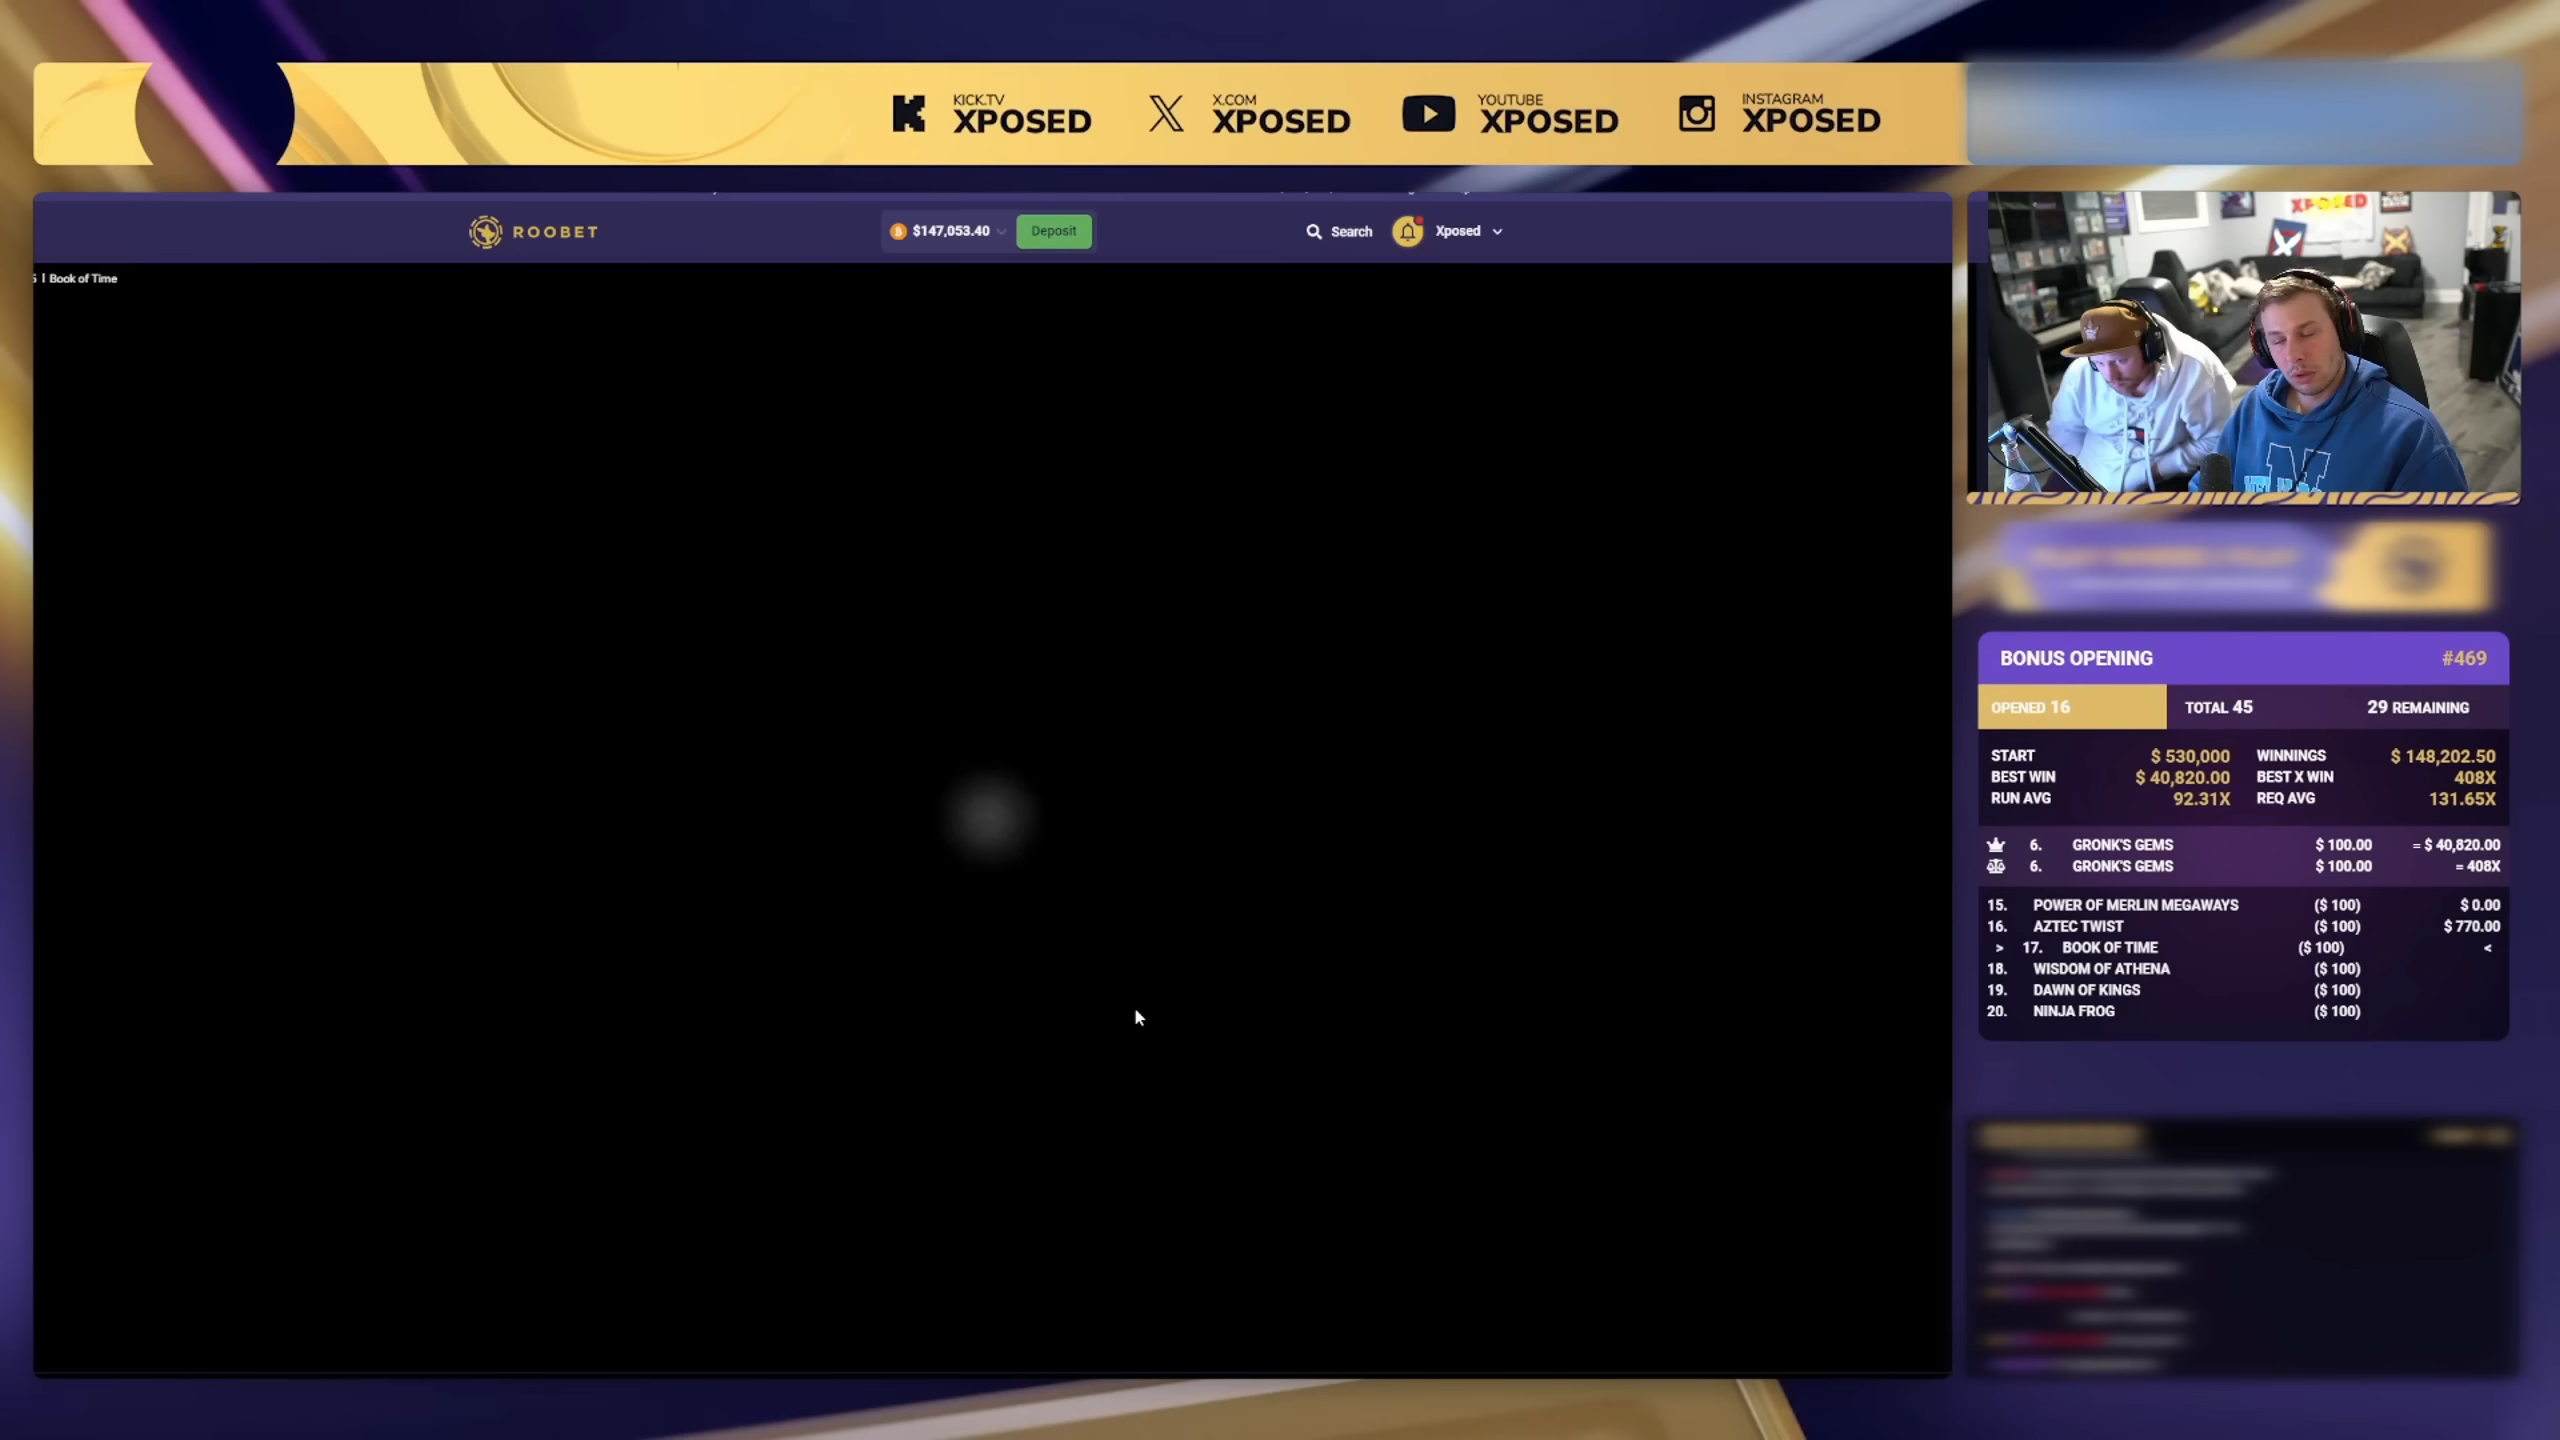 KICK.TV
XPOSED
X.COM
XPOSED
YOUTUBE
XPOSED
INSTAGRAM
XPOSED
ROOBET
$147,053.40
Deposit
Search
Xposed
| Book of Time
XPOSED
BONUS OPENING #469
OPENED 16 TOTAL 45 29 REMAINING
START $ 530,000 WINNINGS $ 148,202.50
BEST WIN $ 40,820.00 BEST X WIN 408X
RUN AVG 92.31X REQ AVG 131.65X
6. GRONK'S GEMS $ 100.00 = $ 40,820.00
6. GRONK'S GEMS $ 100.00 = 408X
15. POWER OF MERLIN MEGAWAYS ($ 100) $ 0.00
16. AZTEC TWIST ($ 100) $ 770.00
> 17. BOOK OF TIME ($ 100) <
18. WISDOM OF ATHENA ($ 100)
19. DAWN OF KINGS ($ 100)
20. NINJA FROG ($ 100)